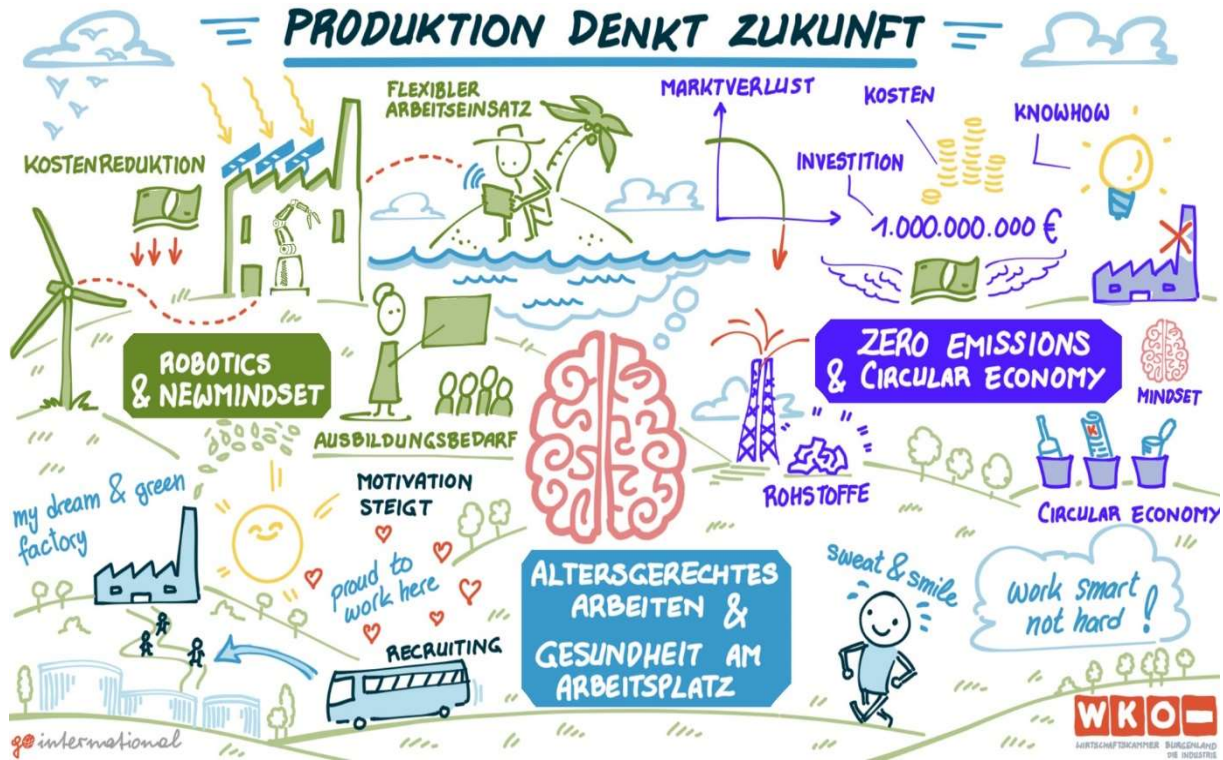 PRODUKTION DENKT ZUKUNFT
KOSTENREDUKTION
FLEXIBLER
ARBEITSEINSATZ
MARKTVERLUST
KOSTEN
KNOWHOW
INVESTITION
1.000.000.000 €
ROBOTICS
& NEWMINDSET
AUSBILDUNGSBEDARF
ZERO EMISSIONS
& CIRCULAR ECONOMY
MINDSET
ROHSTOFFE
K
CIRCULAR ECONOMY
my dream & green
factory
MOTIVATION
STEIGT
proud to
work here
RECRUITING
ALTERSGERECHTES
ARBEITEN &
GESUNDHEIT AM
ARBEITSPLATZ
sweat & smile
work smart
not hard!
go international
WKO
WIRTSCHAFTSKAMMER BURGENLAND
DIE INDUSTRIE